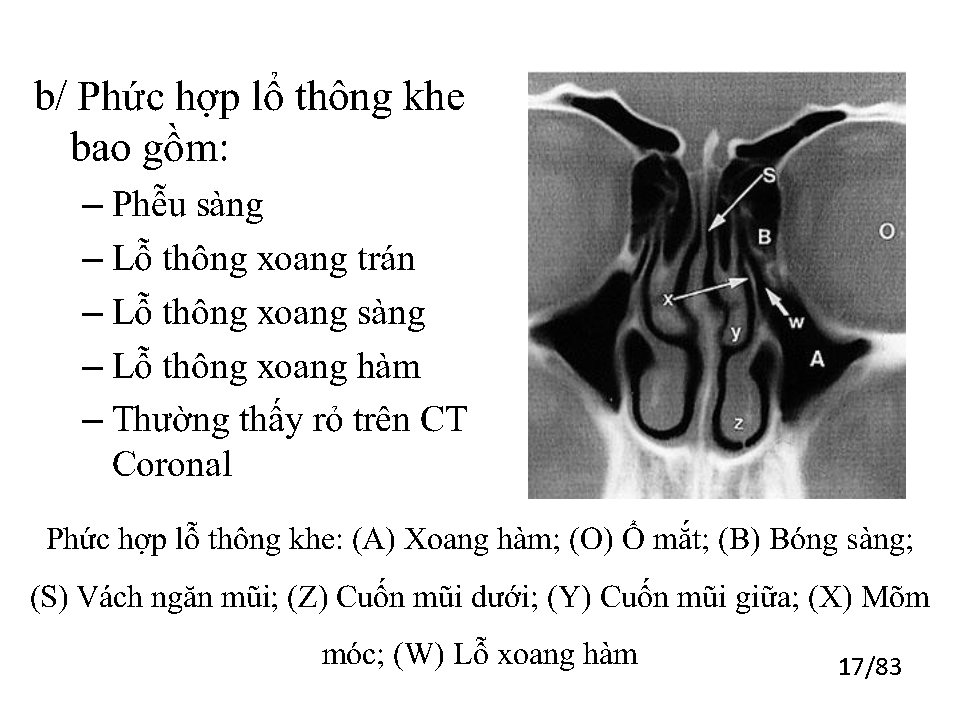 b/ Phức hợp lổ thông khe
bao gồm:
– Phễu sàng
– Lỗ thông xoang trán
– Lỗ thông xoang sàng
– Lỗ thông xoang hàm
– Thường thấy rỏ trên CT
Coronal
S
B
O
x
w
y
A
z
Phức hợp lỗ thông khe: (A) Xoang hàm; (O) Ổ mắt; (B) Bóng sàng;
(S) Vách ngăn mũi; (Z) Cuốn mũi dưới; (Y) Cuốn mũi giữa; (X) Mõm
móc; (W) Lỗ xoang hàm
17/83